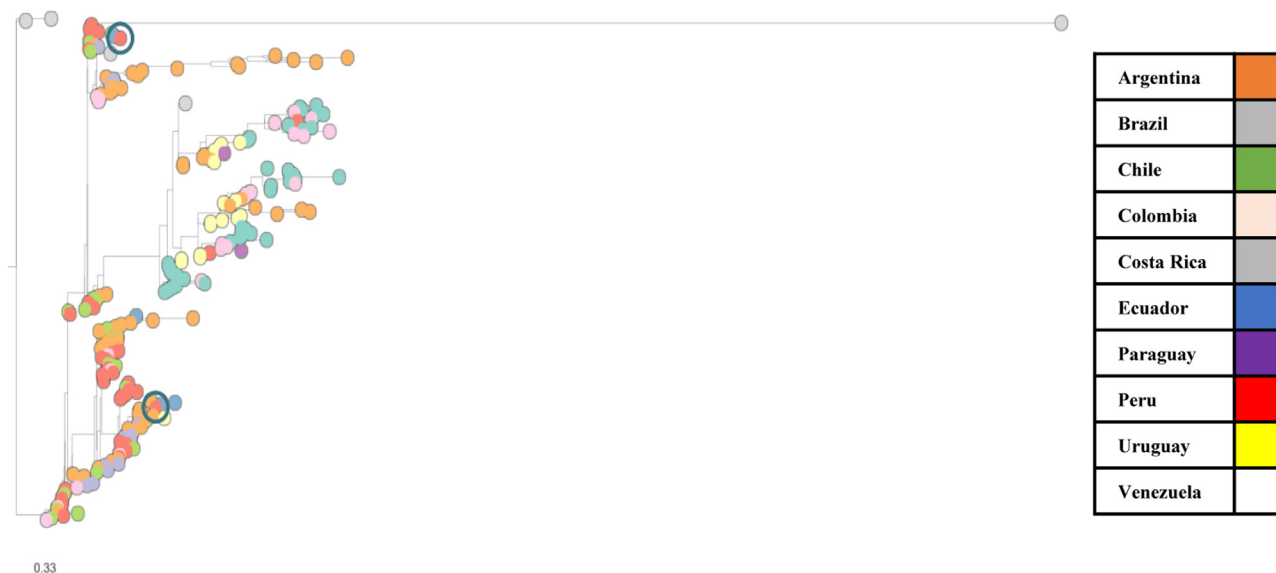 Argentina
Brazil
Chile
Colombia
Costa Rica
Ecuador
Paraguay
Peru
Uruguay
Venezuela
0.33